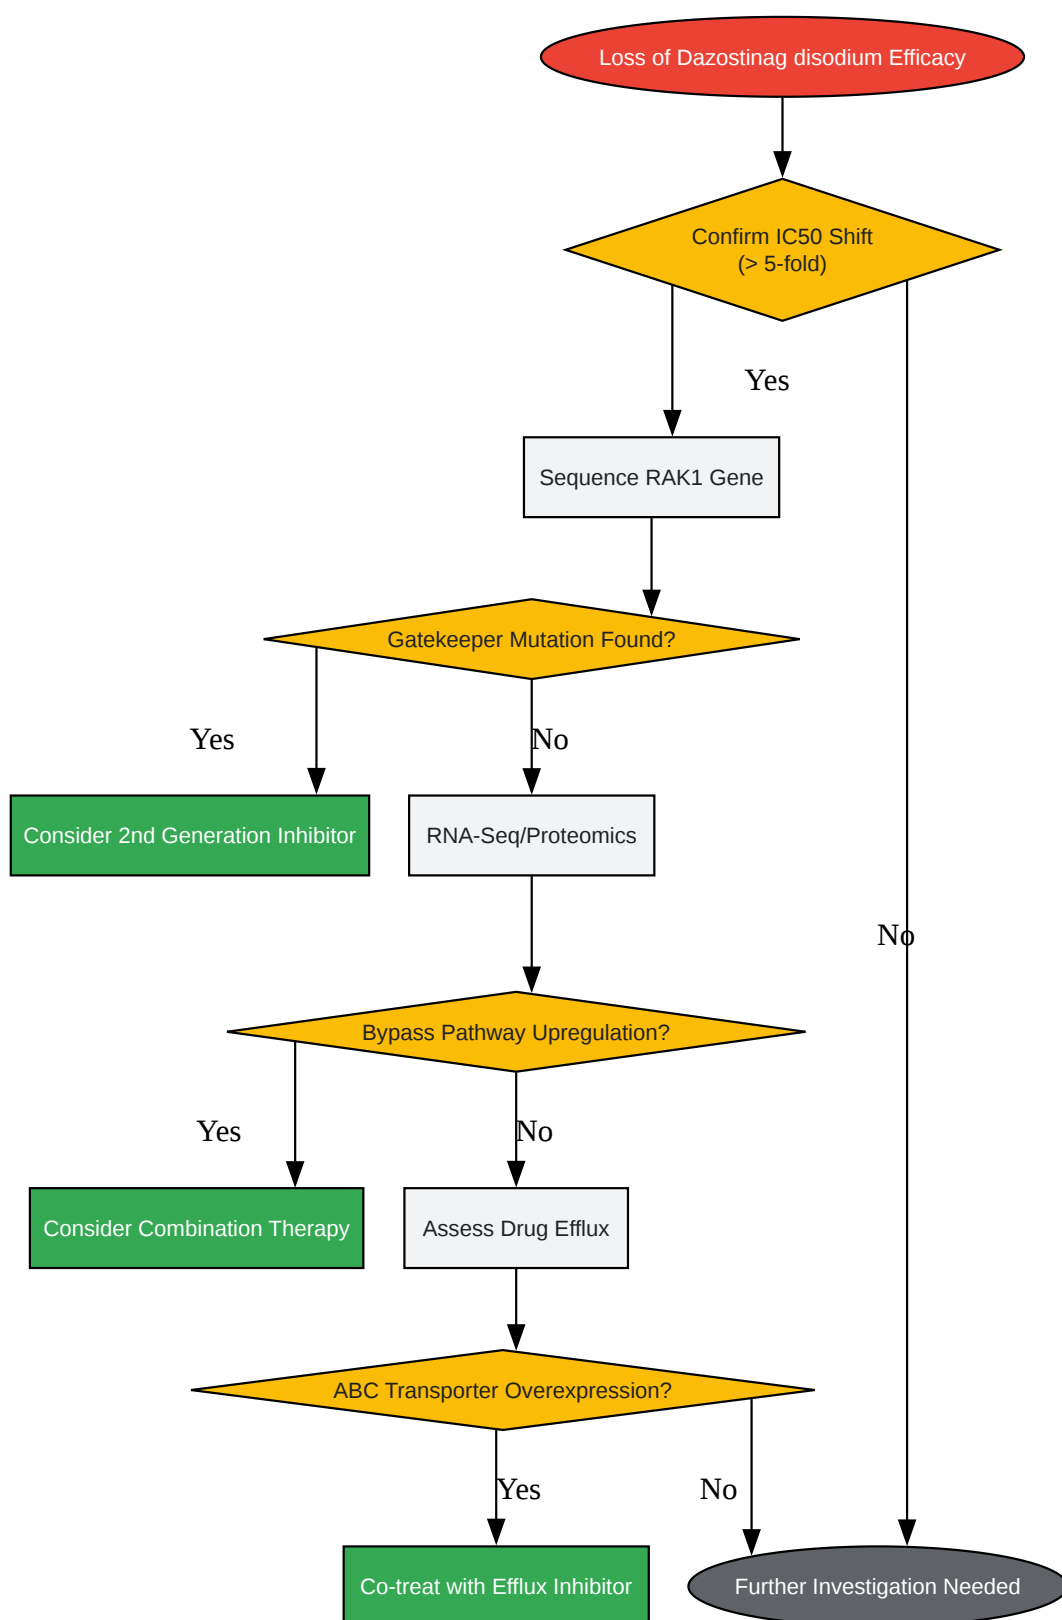 Loss of Dazostinag disodium Efficacy
Confirm IC50 Shift
(> 5-fold)
Yes
Sequence RAK1 Gene
Gatekeeper Mutation Found?
Yes
No
Consider 2nd Generation Inhibitor
RNA-Seq/Proteomics
No
Bypass Pathway Upregulation?
Yes
No
Consider Combination Therapy
Assess Drug Efflux
ABC Transporter Overexpression?
Yes
No
Co-treat with Efflux Inhibitor
Further Investigation Needed